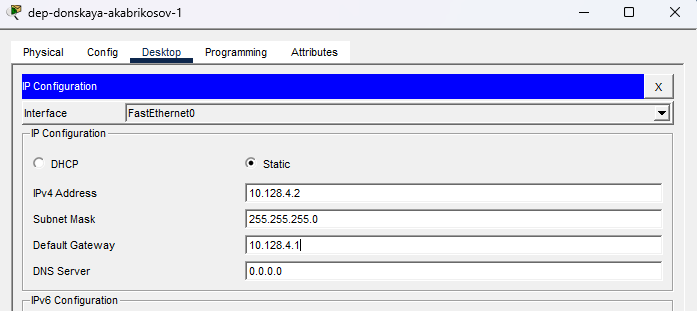 dep-donskaya-akabrikosov-1
Physical Config Desktop Programming Attributes
IP Configuration X
Interface FastEthernet0
IP Configuration
DHCP Static
IPv4 Address 10.128.4.2
Subnet Mask 255.255.255.0
Default Gateway 10.128.4.1
DNS Server 0.0.0.0
IPv6 Configuration